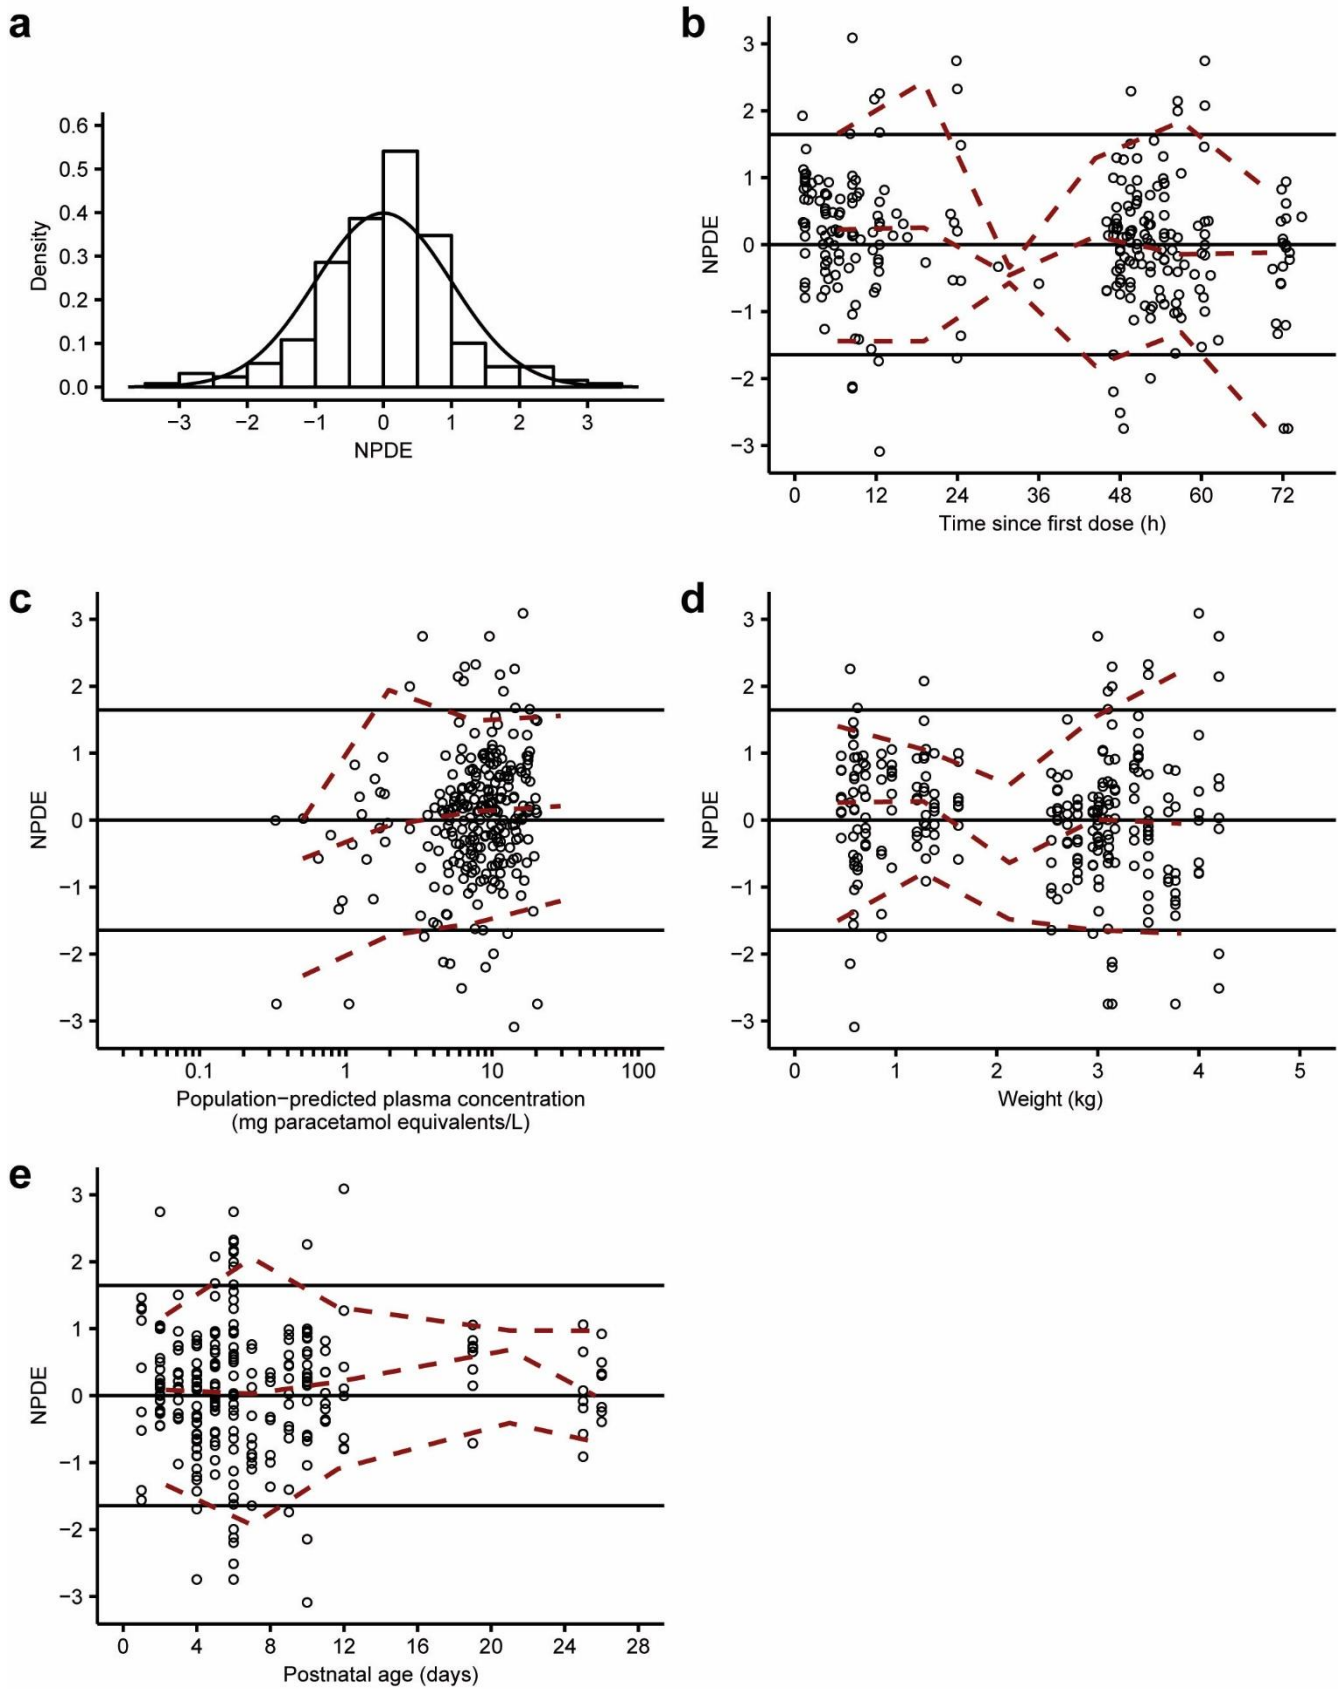 a
0.6
0.5
0.4
0.3
0.2
0.1
0.0
Density
−3 −2 −1 0 1 2 3
NPDE
b
3
2
1
0
−1
−2
−3
NPDE
0 12 24 36 48 60 72
Time since first dose (h)
c
3
2
1
0
−1
−2
−3
NPDE
0.1 1 10 100
Population−predicted plasma concentration
(mg paracetamol equivalents/L)
d
3
2
1
0
−1
−2
−3
NPDE
0 1 2 3 4 5
Weight (kg)
e
3
2
1
0
−1
−2
−3
NPDE
0 4 8 12 16 20 24 28
Postnatal age (days)